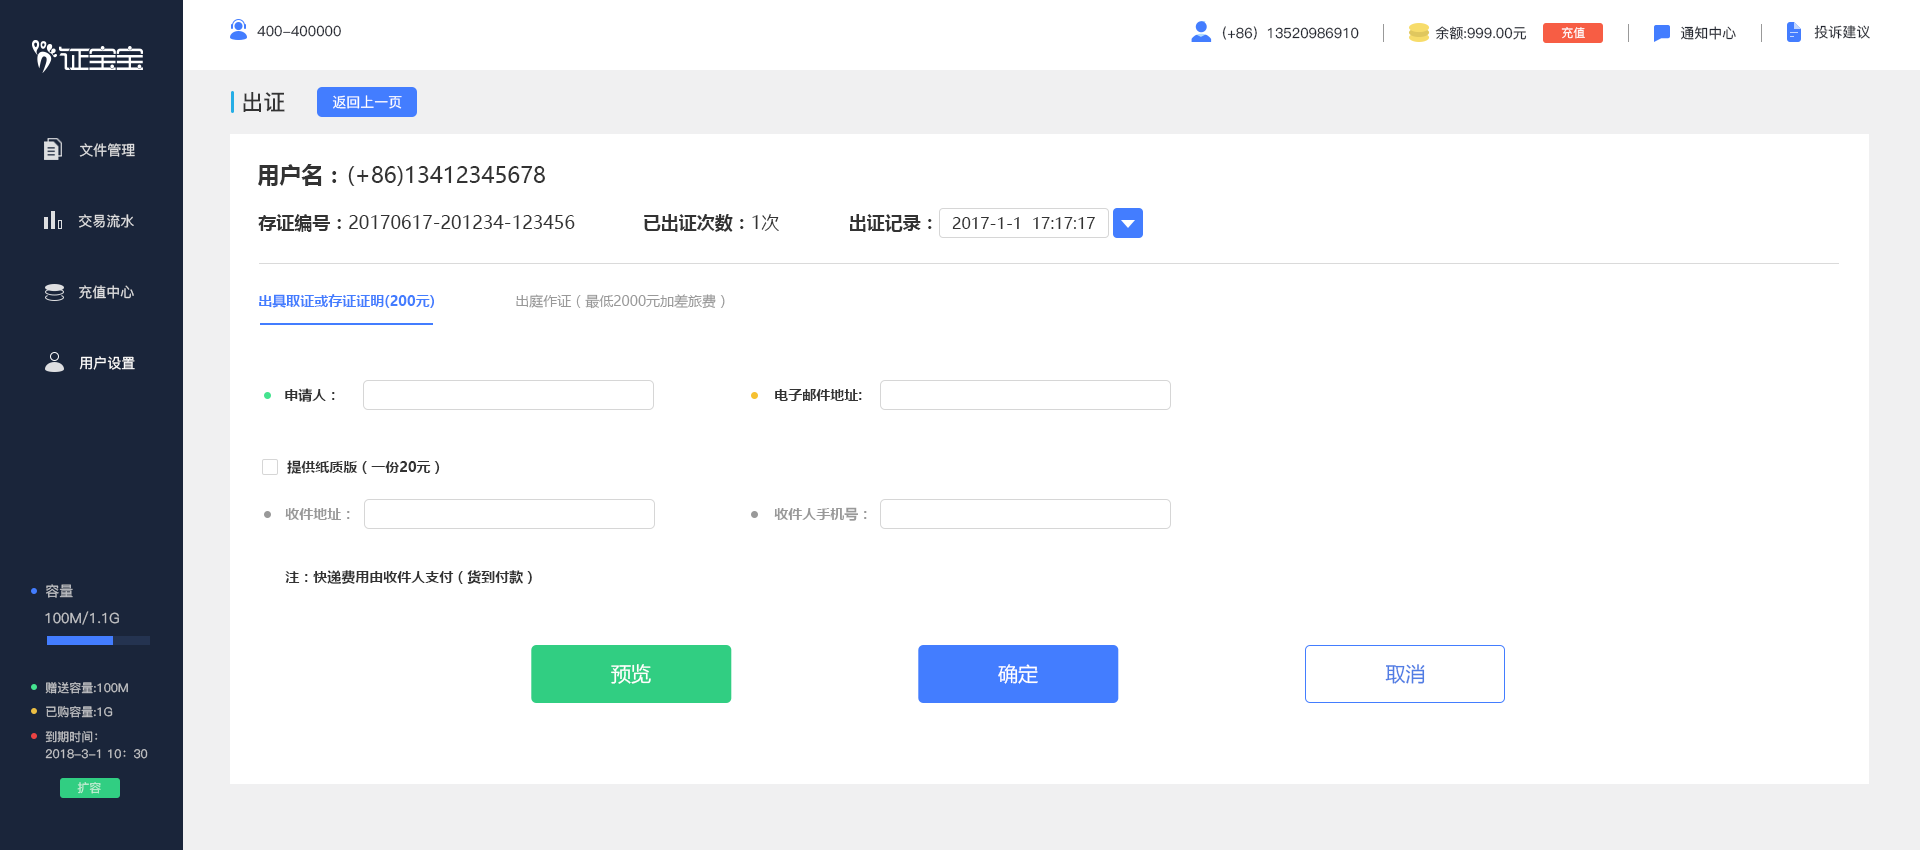 证宝宝
400-400000
(+86) 13520986910
余额:999.00元
充值
通知中心
投诉建议
文件管理
交易流水
充值中心
用户设置
容量
100M/1.1G
赠送容量:100M
已购容量:1G
到期时间:
2018-3-1 10: 30
扩容
出证
返回上一页
用户名：(+86)13412345678
存证编号：20170617-201234-123456
已出证次数：1次
出证记录：
2017-1-1 17:17:17
出具取证或存证证明(200元)
出庭作证（最低2000元加差旅费）
申请人：
电子邮件地址:
提供纸质版（一份20元）
收件地址：
收件人手机号：
注：快递费用由收件人支付（货到付款）
预览
确定
取消